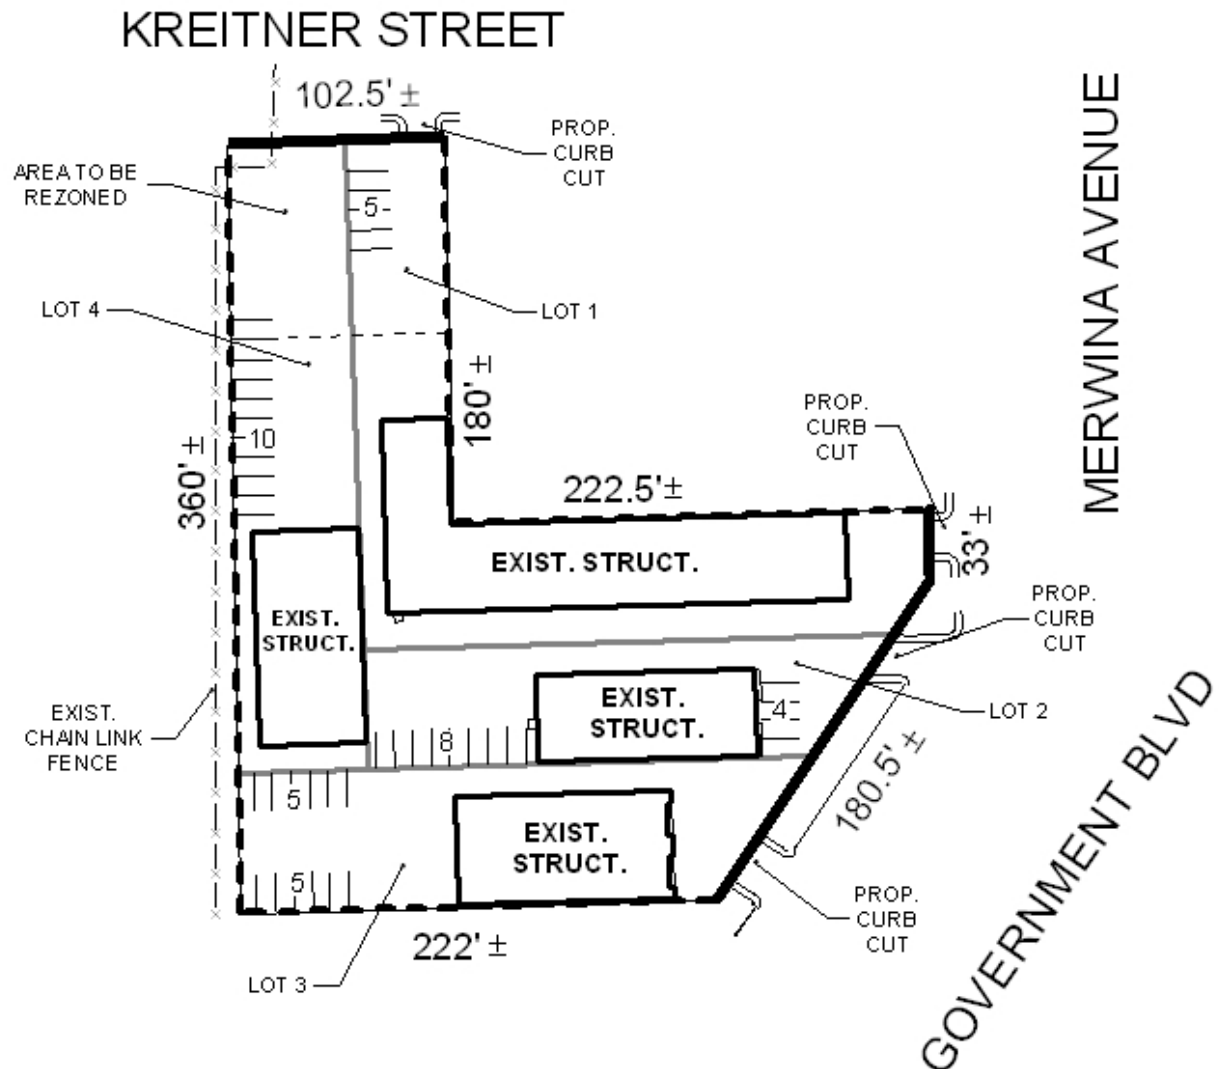 KREITNER STREET
102.5' ±
PROP.
CURB
CUT
MERWINA AVENUE
AREA TO BE
REZONED
5
LOT 4
LOT 1
180' ±
PROP.
CURB
CUT
360' ±
10
222.5'±
33' ±
EXIST. STRUCT.
EXIST.
STRUCT.
PROP.
CURB
CUT
EXIST.
STRUCT.
4
LOT 2
EXIST.
CHAIN LINK
FENCE
8
180.5' ±
GOVERNMENT BLVD
5
EXIST.
STRUCT.
5
PROP.
CURB
CUT
222' ±
LOT 3